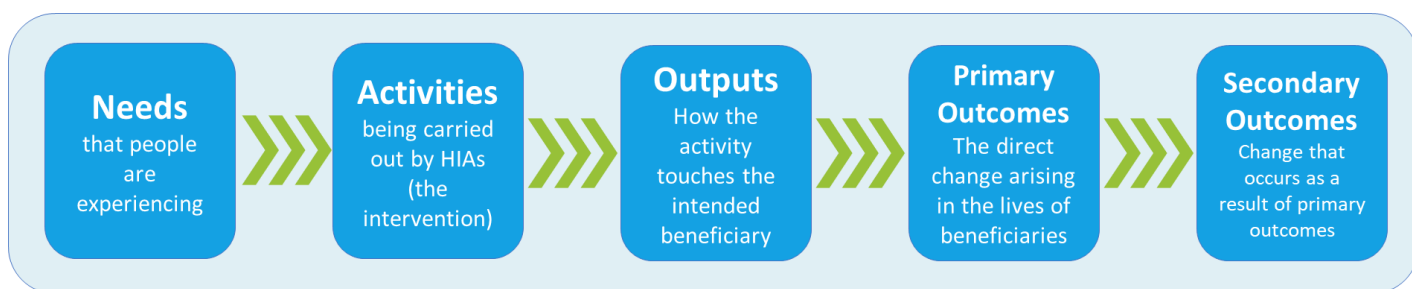 Needs
that people
are
experiencing
Activities
being carried
out by HIAs
(the
intervention)
Outputs
How the
activity
touches the
intended
beneficiary
Primary
Outcomes
The direct
change arising
in the lives of
beneficiaries
Secondary
Outcomes
Change that
occurs as a
result of primary
outcomes